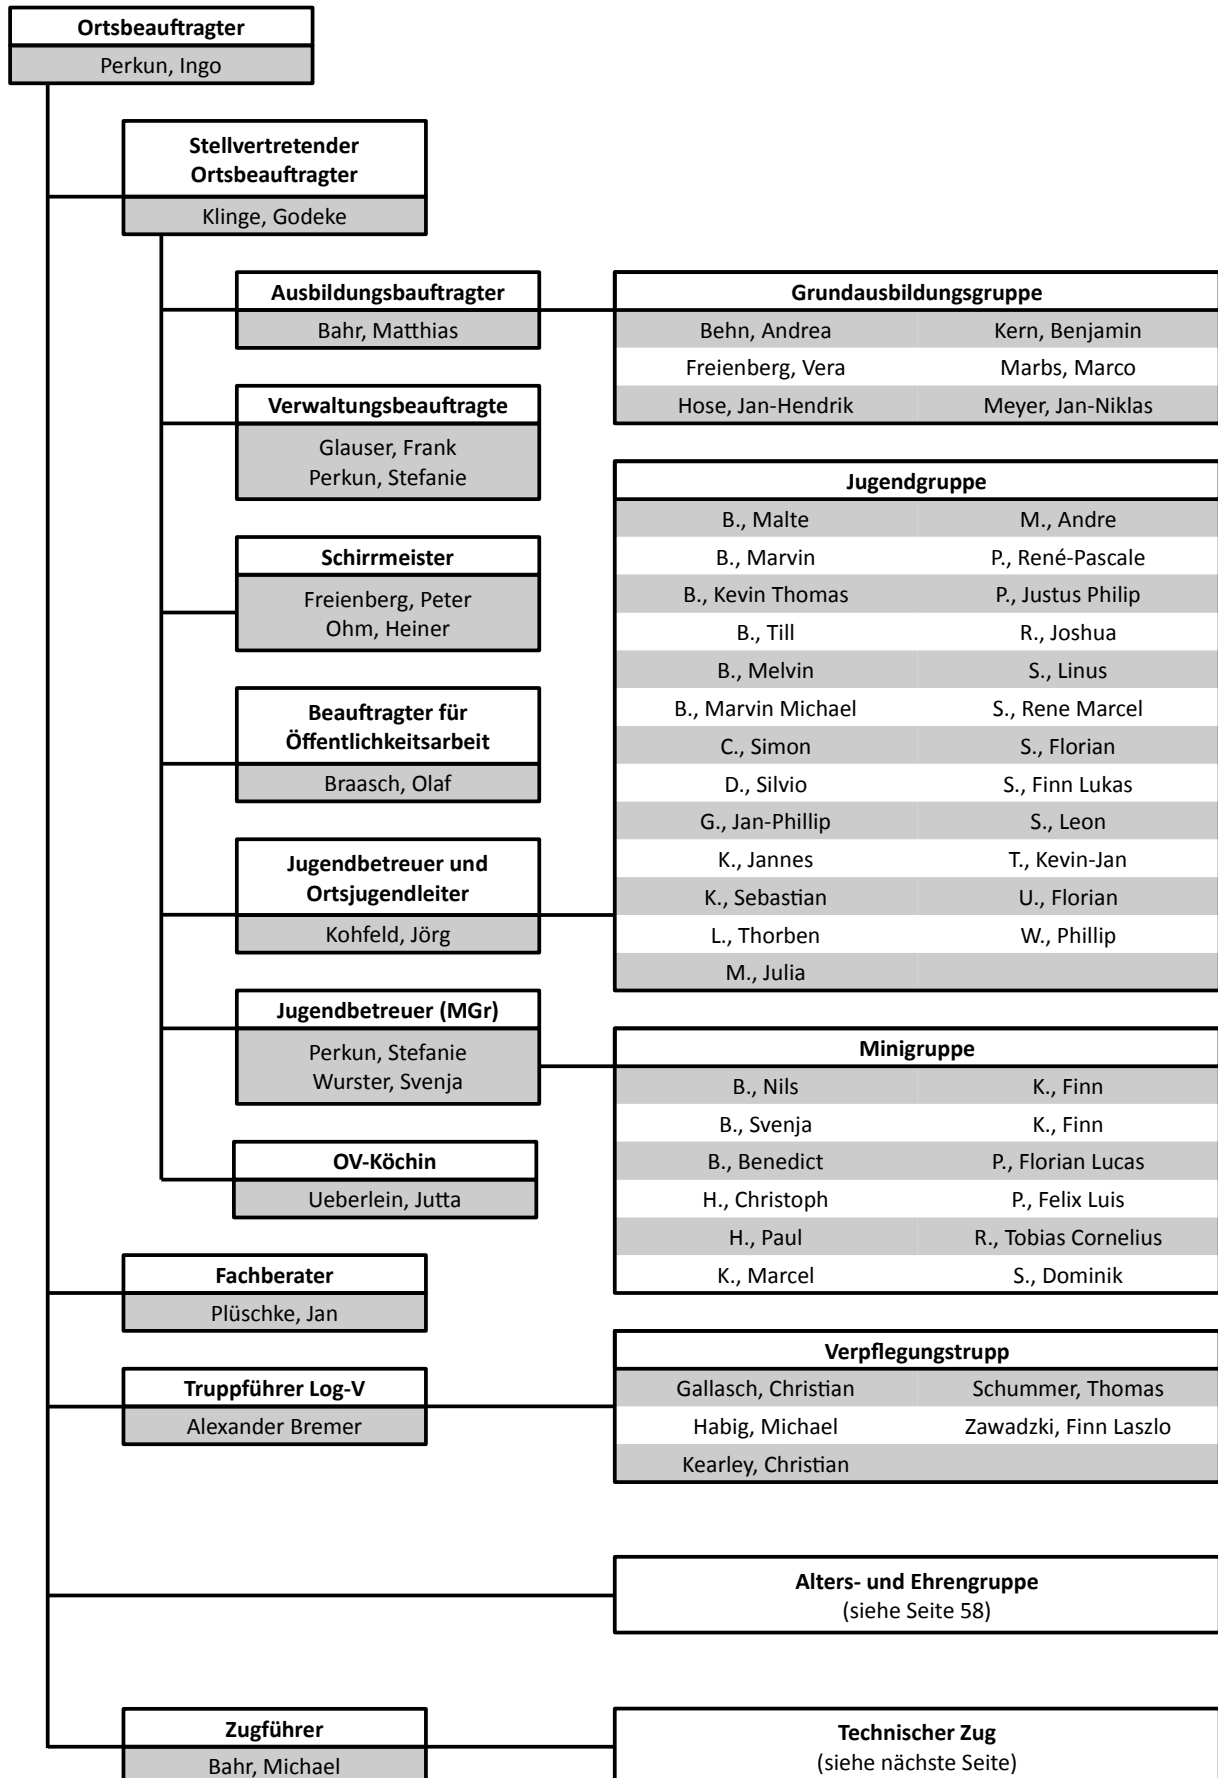 Ortsbeauftragter
Perkun, Ingo
Stellvertretender
Ortsbeauftragter
Klinge, Godeke
Ausbildungsbauftragter
Bahr, Matthias
Grundausbildungsgruppe
Behn, Andrea Kern, Benjamin
Freienberg, Vera Marbs, Marco
Hose, Jan-Hendrik Meyer, Jan-Niklas
Verwaltungsbeauftragte
Glauser, Frank
Perkun, Stefanie
Schirrmeister
Freienberg, Peter
Ohm, Heiner
Beauftragter für
Öffentlichkeitsarbeit
Braasch, Olaf
Jugendbetreuer und
Ortsjugendleiter
Kohfeld, Jörg
Jugendgruppe
B., Malte M., Andre
B., Marvin P., René-Pascale
B., Kevin Thomas P., Justus Philip
B., Till R., Joshua
B., Melvin S., Linus
B., Marvin Michael S., Rene Marcel
C., Simon S., Florian
D., Silvio S., Finn Lukas
G., Jan-Phillip S., Leon
K., Jannes T., Kevin-Jan
K., Sebastian U., Florian
L., Thorben W., Phillip
M., Julia
Jugendbetreuer (MGr)
Perkun, Stefanie
Wurster, Svenja
Minigruppe
B., Nils K., Finn
B., Svenja K., Finn
B., Benedict P., Florian Lucas
H., Christoph P., Felix Luis
H., Paul R., Tobias Cornelius
K., Marcel S., Dominik
OV-Köchin
Ueberlein, Jutta
Fachberater
Plüschke, Jan
Truppführer Log-V
Alexander Bremer
Verpflegungstrupp
Gallasch, Christian Schummer, Thomas
Habig, Michael Zawadzki, Finn Laszlo
Kearley, Christian
Alters- und Ehrengruppe
(siehe Seite 58)
Zugführer
Bahr, Michael
Technischer Zug
(siehe nächste Seite)